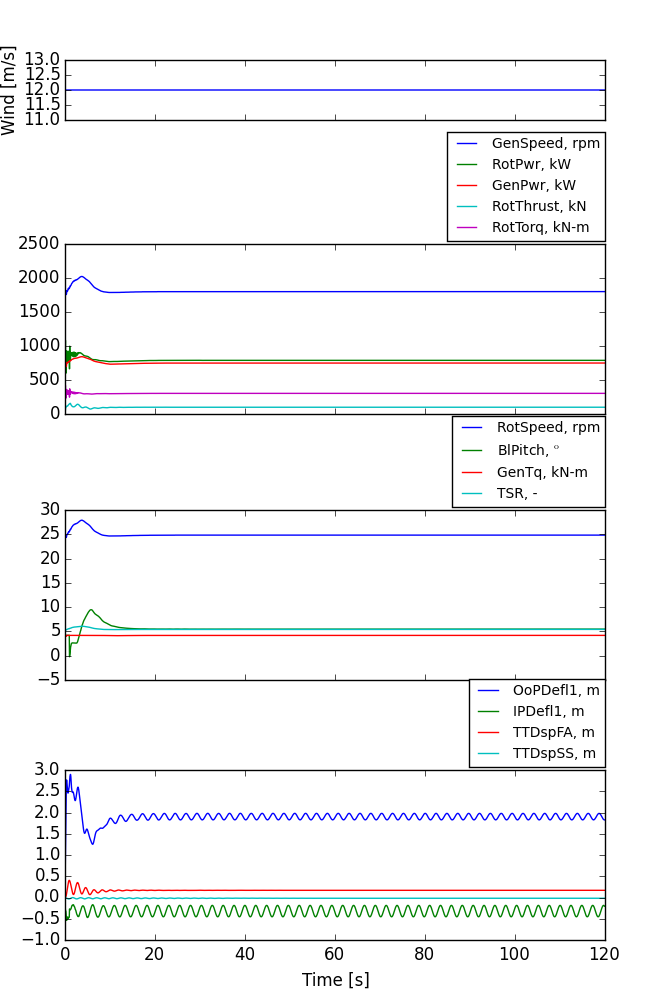 Wind [m/s]
13.0
12.5
12.0
11.5
11.0
GenSpeed, rpm
RotPwr, kW
GenPwr, kW
RotThrust, kN
RotTorq, kN-m
2500
2000
1500
1000
500
0
RotSpeed, rpm
BlPitch, °
GenTq, kN-m
TSR, -
30
25
20
15
10
5
0
−5
OoPDefl1, m
IPDefl1, m
TTDspFA, m
TTDspSS, m
3.0
2.5
2.0
1.5
1.0
0.5
0.0
−0.5
−1.0
0 20 40 60 80 100 120
Time [s]